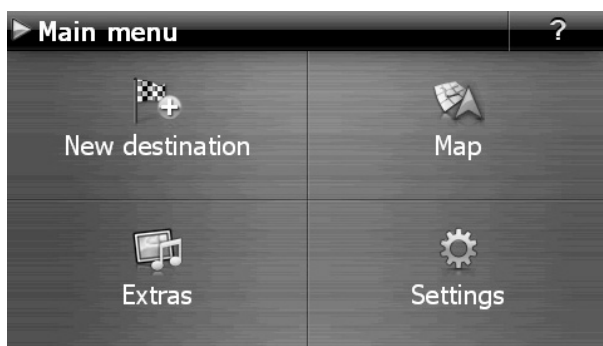 Main menu ?
New destination
Map
Extras
Settings